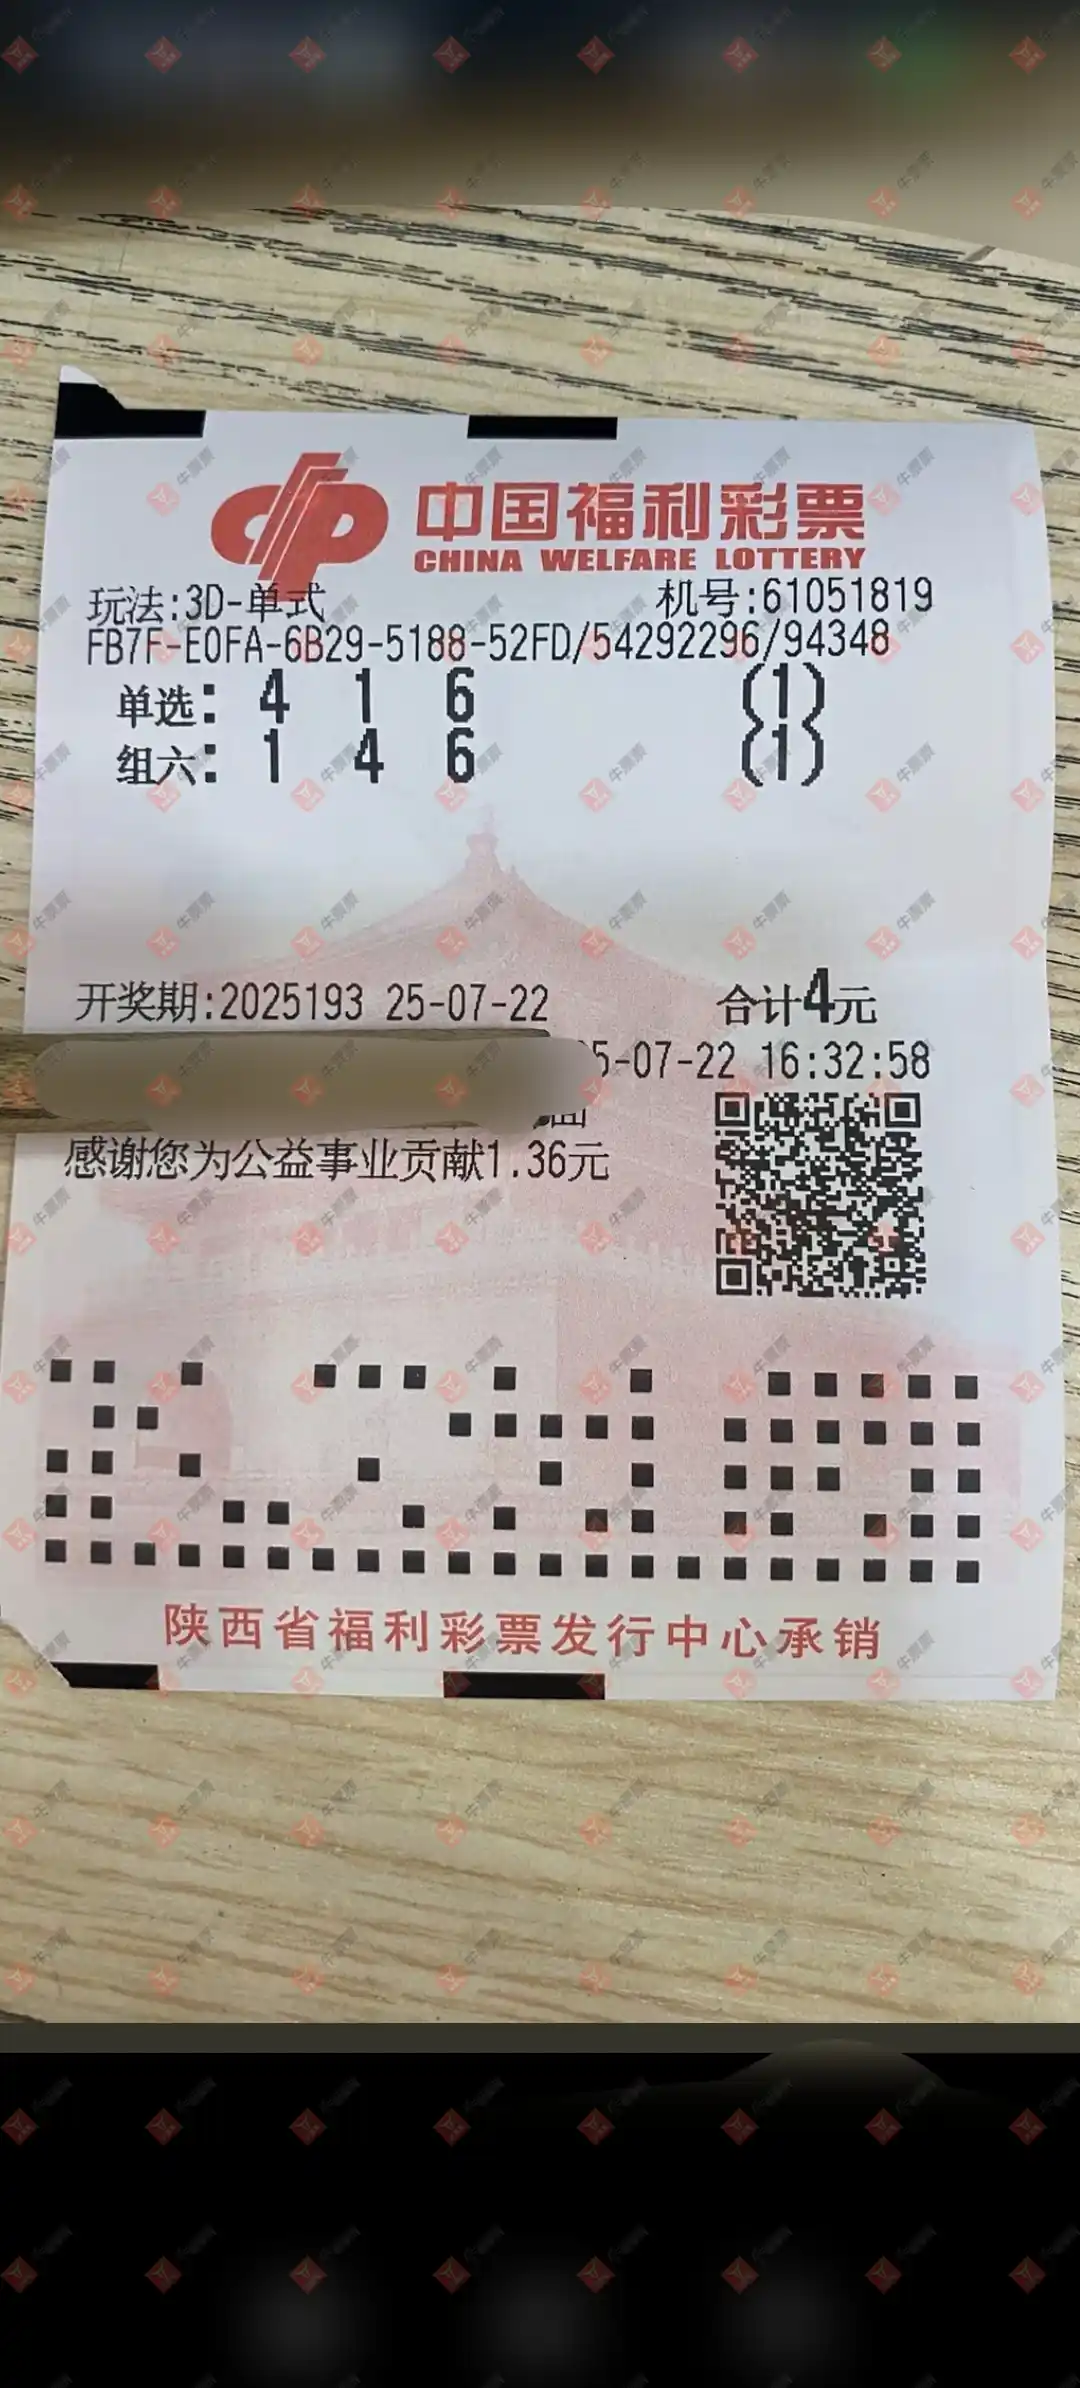 中国福利彩票
CHINA WELFARE LOTTERY
玩法:3D-单式 机号:61051819
FB7F-E0FA-6B29-5188-52FD/54292296/94348
单选: 4 1 6 (1)
组六: 1 4 6 (1)
开奖期:2025193 25-07-22 合计4元
5-07-22 16:32:58
感谢您为公益事业贡献1.36元
陕西省福利彩票发行中心承销
牛票票